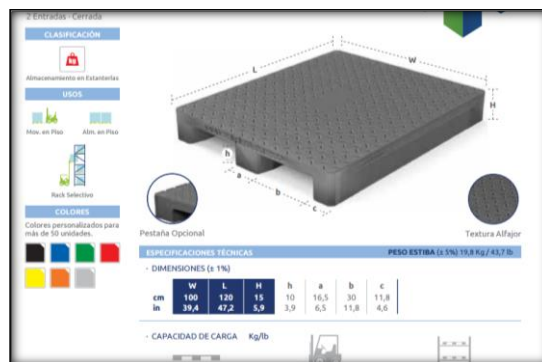 2 Entradas - Cerrada
CLASIFICACIÓN
kg
Almacenamiento en Estanterías
USOS
Mov. en Piso
Alm. en Piso
Rack Selectivo
COLORES
Colores personalizados para
más de 50 unidades.
L
W
H
h
a
b
c
Pestaña Opcional
Textura Alfajor
ESPECIFICACIONES TÉCNICAS
PESO ESTIBA (± 5%) 19,8 Kg / 43,7 lb
- DIMENSIONES (± 1%)
W L H h a b c
cm 100 120 15 10 16,5 30 11,8
in 39,4 47,2 5,9 3,9 6,5 11,8 4,6
- CAPACIDAD DE CARGA Kg/lb